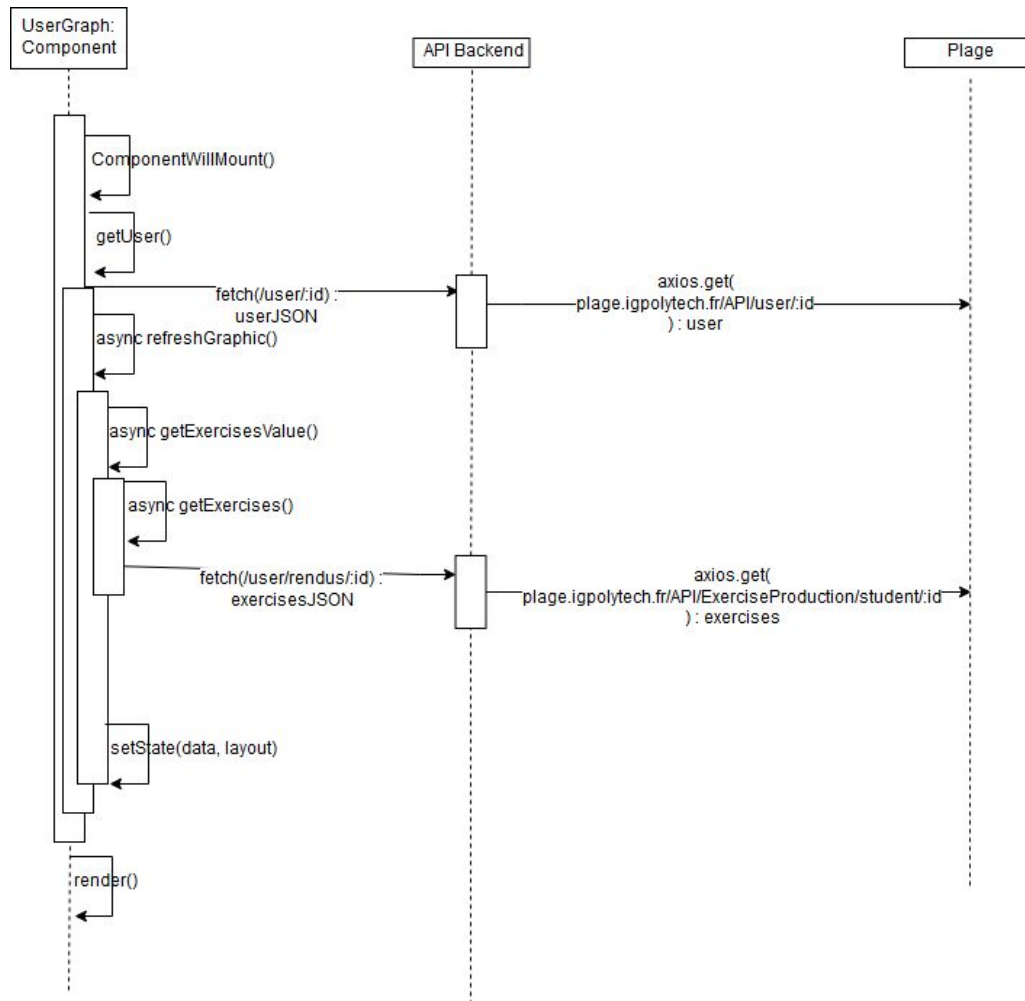 UserGraph:
Component
API Backend
Plage
ComponentWillMount()
getUser()
fetch(/user/:id) :
userJSON
axios.get(
plage.igpolytech.fr/API/user/:id
) : user
async refreshGraphic()
async getExercisesValue()
async getExercises()
fetch(/user/rendus/:id) :
exercisesJSON
axios.get(
plage.igpolytech.fr/API/ExerciseProduction/student/:id
) : exercises
setState(data, layout)
render()